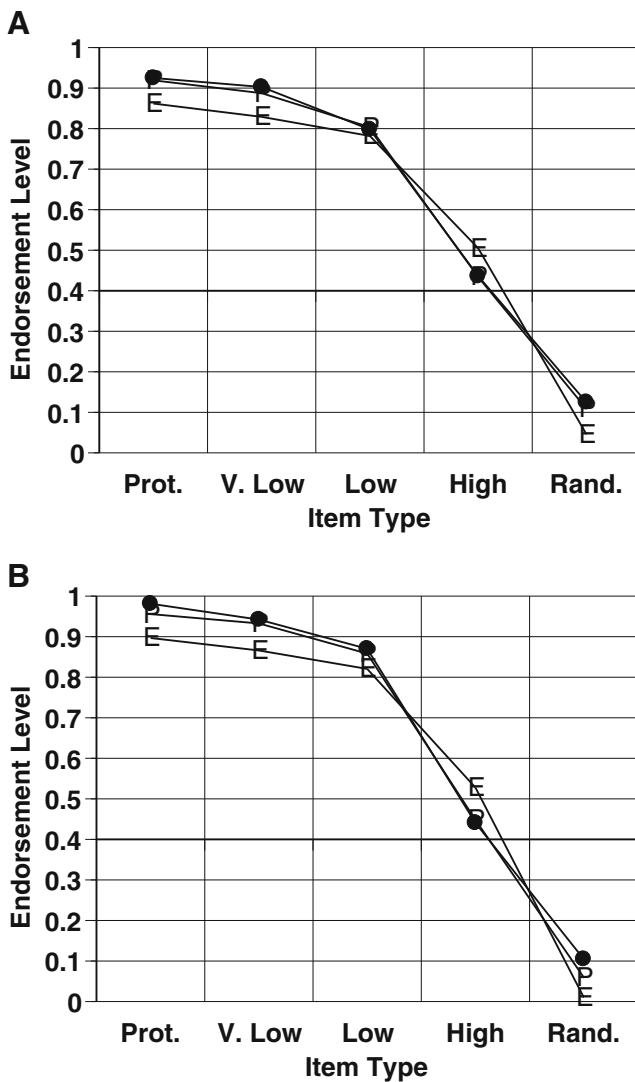 A
1
0.9
0.8
0.7
0.6
0.5
0.4
0.3
0.2
0.1
0
Endorsement Level
E E E E E
P
Prot. V. Low Low High Rand.
Item Type
B
1
0.9
0.8
0.7
0.6
0.5
0.4
0.3
0.2
0.1
0
Endorsement Level
E E E E E
P P P
Prot. V. Low Low High Rand.
Item Type